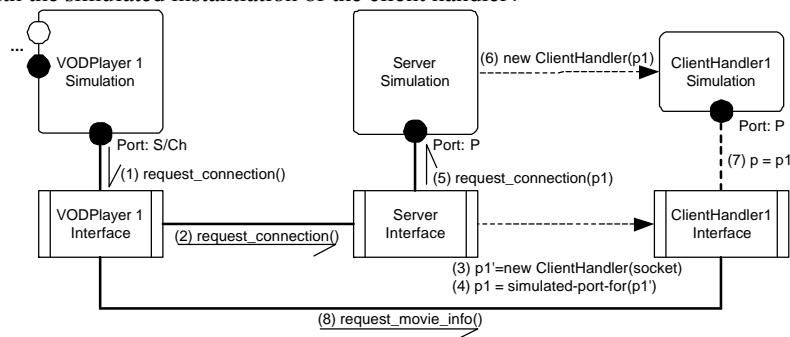 with the simulated instantiation of the client handler?
...
VODPlayer 1
Simulation
Server
Simulation
(6) new ClientHandler(p1)
ClientHandler1
Simulation
Port: S/Ch
Port: P
Port: P
(1) request_connection()
(5) request_connection(p1)
(7) p = p1
VODPlayer 1
Interface
(2) request_connection()
Server
Interface
ClientHandler1
Interface
(3) p1'=new ClientHandler(socket)
(4) p1 = simulated-port-for(p1')
(8) request_movie_info()